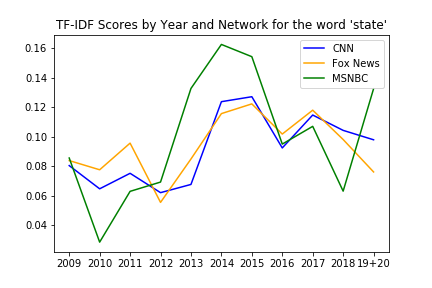 TF-IDF Scores by Year and Network for the word 'state'
CNN
Fox News
MSNBC
0.16
0.14
0.12
0.10
0.08
0.06
0.04
2009 2010 2011 2012 2013 2014 2015 2016 2017 2018 19+20